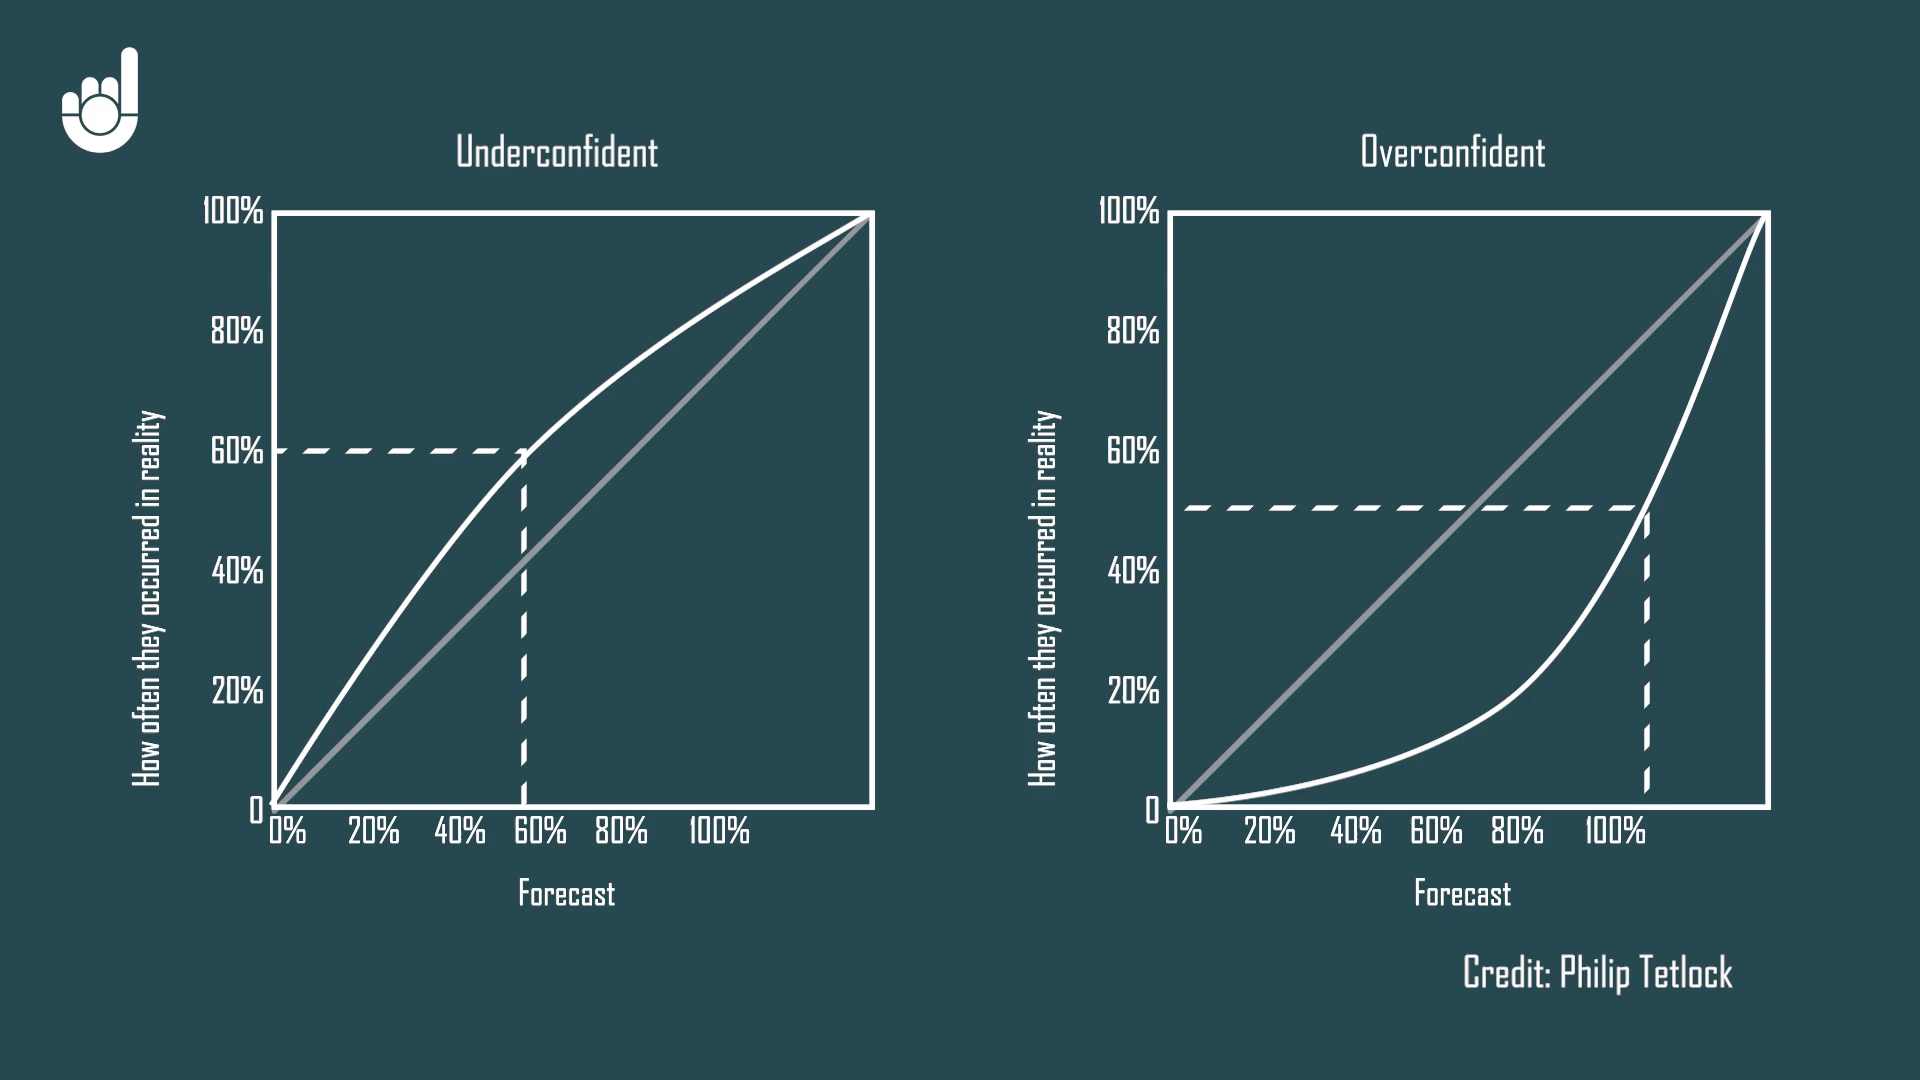 Underconfident
100%
80%
60%
40%
20%
0
How often they occurred in reality
0% 20% 40% 60% 80% 100%
Forecast
Overconfident
100%
80%
60%
40%
20%
0
How often they occurred in reality
0% 20% 40% 60% 80% 100%
Forecast
Credit: Philip Tetlock